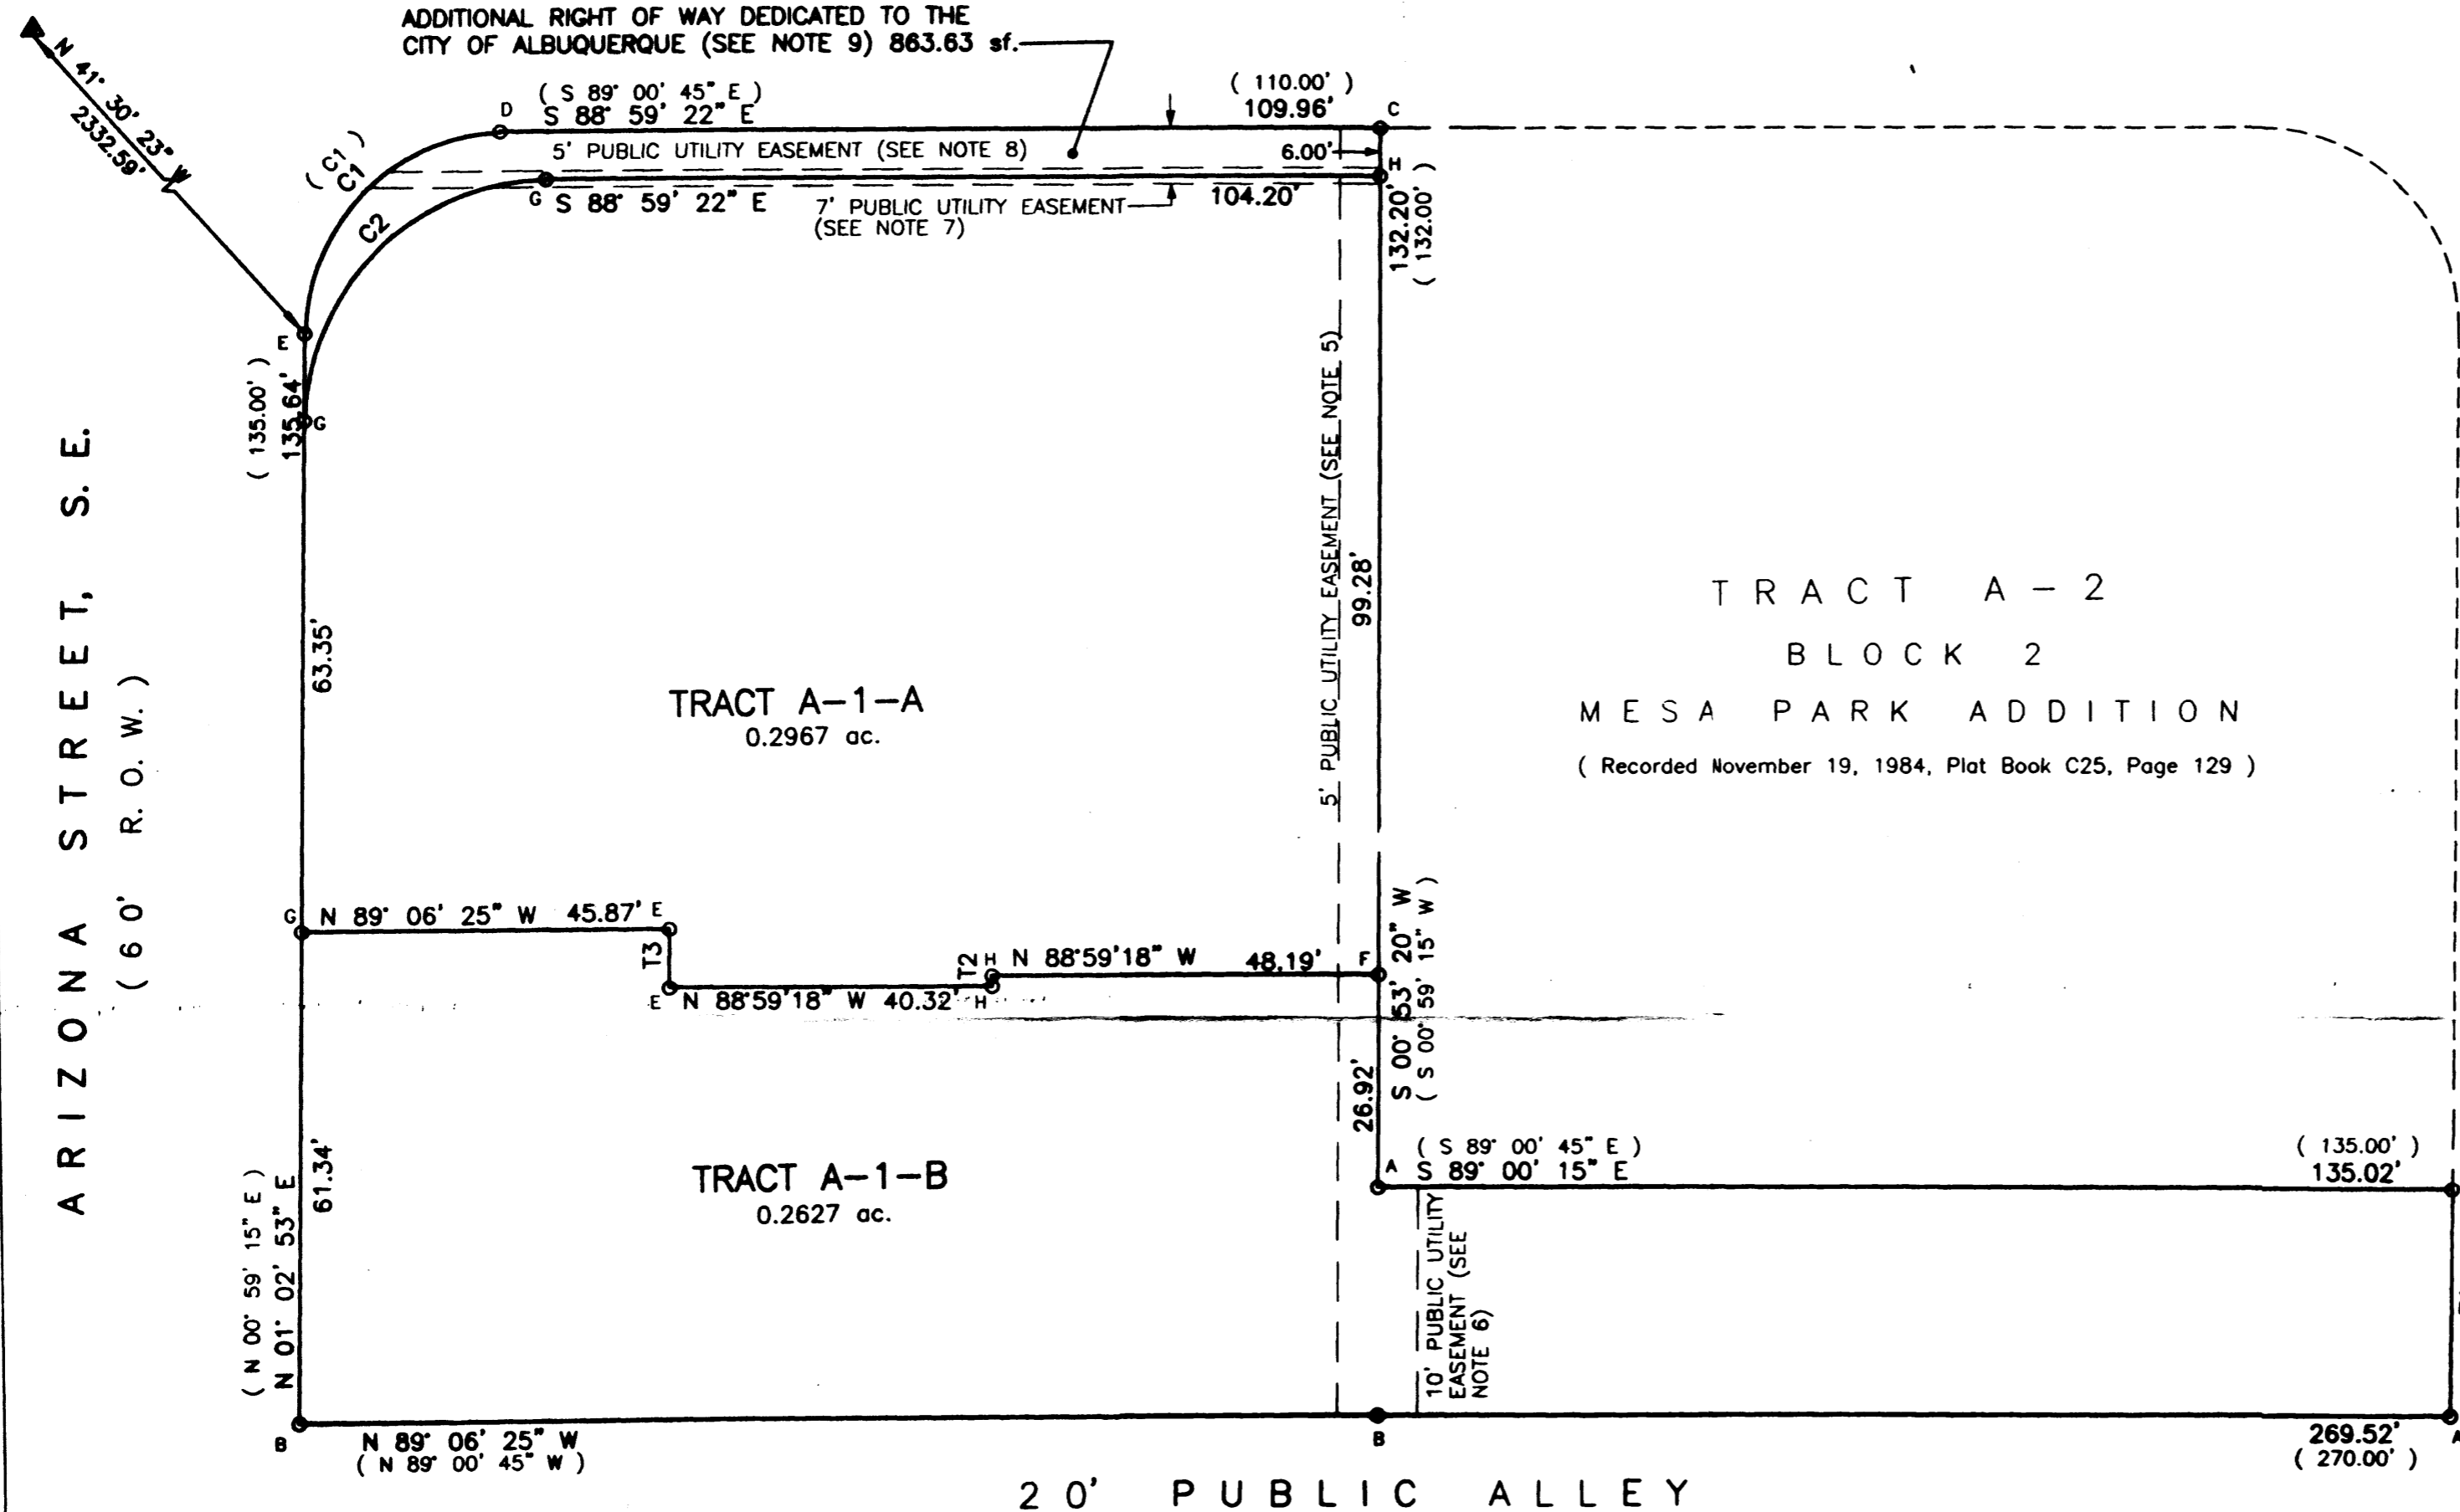 ADDITIONAL RIGHT OF WAY DEDICATED TO THE
CITY OF ALBUQUERQUE (SEE NOTE 9) 863.63 sf.
N 41° 30' 23" W
2332.59'
( S 89° 00' 45" E )
D S 88° 59' 22" E
( 110.00' )
109.96' C
( C1 )
C1
5' PUBLIC UTILITY EASEMENT (SEE NOTE 8)
6.00'
H
G S 88° 59' 22" E
7' PUBLIC UTILITY EASEMENT
(SEE NOTE 7)
104.20'
C2
132.20'
( 132.00' )
E
( 135.00' )
135.64'
G
ARIZONA STREET, S.E.
( 60' R. O. W. )
63.35'
TRACT A-1-A
0.2967 ac.
5' PUBLIC UTILITY EASEMENT (SEE NOTE 5)
99.28'
TRACT A-2
BLOCK 2
MESA PARK ADDITION
( Recorded November 19, 1984, Plat Book C25, Page 129 )
G N 89° 06' 25" W 45.87' E
T3
E N 88°59'18" W 40.32' H
T2
H N 88°59'18" W 48.19' F
S 00° 53' 20" W
( S 00° 59' 15" W )
26.92'
TRACT A-1-B
0.2627 ac.
61.34'
( N 00° 59' 15" E )
N 01° 02' 53" E
( S 89° 00' 45" E )
A S 89° 00' 15" E
( 135.00' )
135.02'
10' PUBLIC UTILITY
EASEMENT (SEE
NOTE 6)
B N 89° 06' 25" W
( N 89° 00' 45" W )
B
269.52' A
( 270.00' )
20' PUBLIC ALLEY